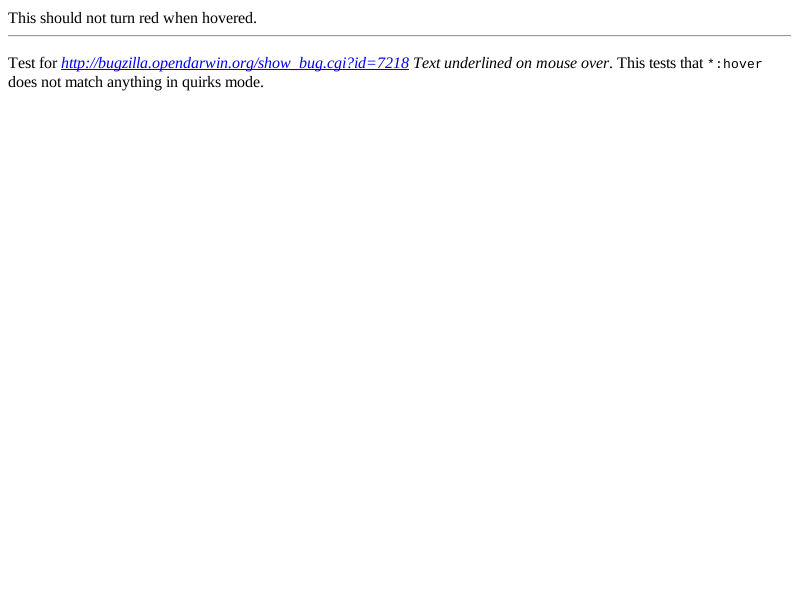 This should not turn red when hovered.
Test for http://bugzilla.opendarwin.org/show_bug.cgi?id=7218 Text underlined on mouse over. This tests that *:hover
does not match anything in quirks mode.